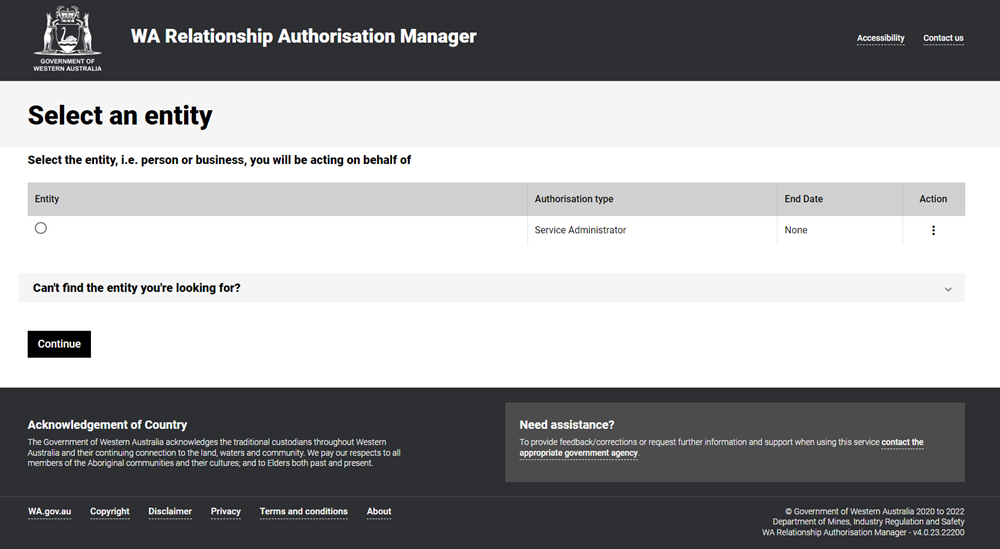 GOVERNMENT OF
WESTERN AUSTRALIA
WA Relationship Authorisation Manager
Accessibility
Contact us
Select an entity
Select the entity, i.e. person or business, you will be acting on behalf of
Entity
Authorisation type
End Date
Action
Service Administrator
None
Can't find the entity you're looking for?
Continue
Acknowledgement of Country
The Government of Western Australia acknowledges the traditional custodians throughout Western
Australia and their continuing connection to the land, waters and community. We pay our respects to all
members of the Aboriginal communities and their cultures; and to Elders both past and present.
Need assistance?
To provide feedback/corrections or request further information and support when using this service contact the
appropriate government agency.
WA.gov.au
Copyright
Disclaimer
Privacy
Terms and conditions
About
© Government of Western Australia 2020 to 2022
Department of Mines, Industry Regulation and Safety
WA Relationship Authorisation Manager - v4.0.23.22200